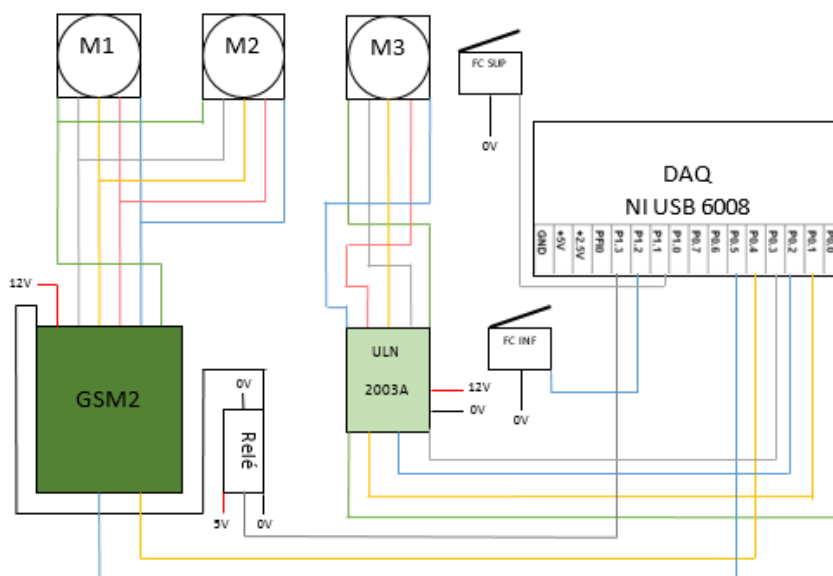 M1
M2
M3
FC SUP
0V
DAQ
NI USB 6008
GND
+5V
+2.5V
PFI0
P1.3
P1.2
P1.1
P1.0
P0.7
P0.6
P0.5
P0.4
P0.3
P0.2
P0.1
P0.0
12V
GSM2
0V
Relé
5V
0V
ULN
2003A
12V
0V
FC INF
0V